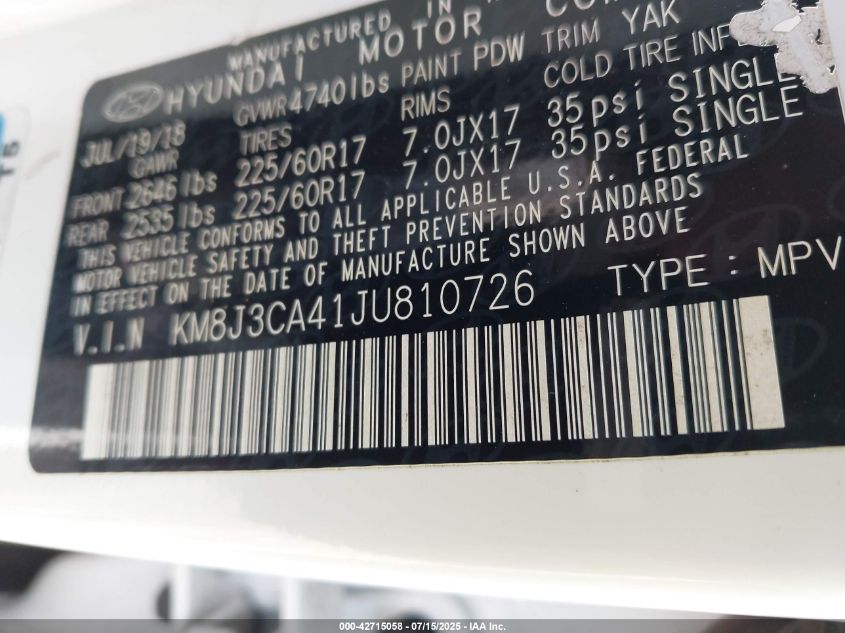 MANUFACTURED IN
HYUNDAI MOTOR CO
JUL/19/18 GVWR 4740lbs PAINT PDW TRIM YAK
GAWR TIRES RIMS COLD TIRE INF
FRONT 2646lbs 225/60R17 7.0JX17 35psi SINGLE
REAR 2535lbs 225/60R17 7.0JX17 35psi SINGLE
THIS VEHICLE CONFORMS TO ALL APPLICABLE U.S.A. FEDERAL
MOTOR VEHICLE SAFETY AND THEFT PREVENTION STANDARDS
IN EFFECT ON THE DATE OF MANUFACTURE SHOWN ABOVE
V.I.N KM8J3CA41JU810726 TYPE : MPV
000-42715058 - 07/15/2025 - IAA Inc.